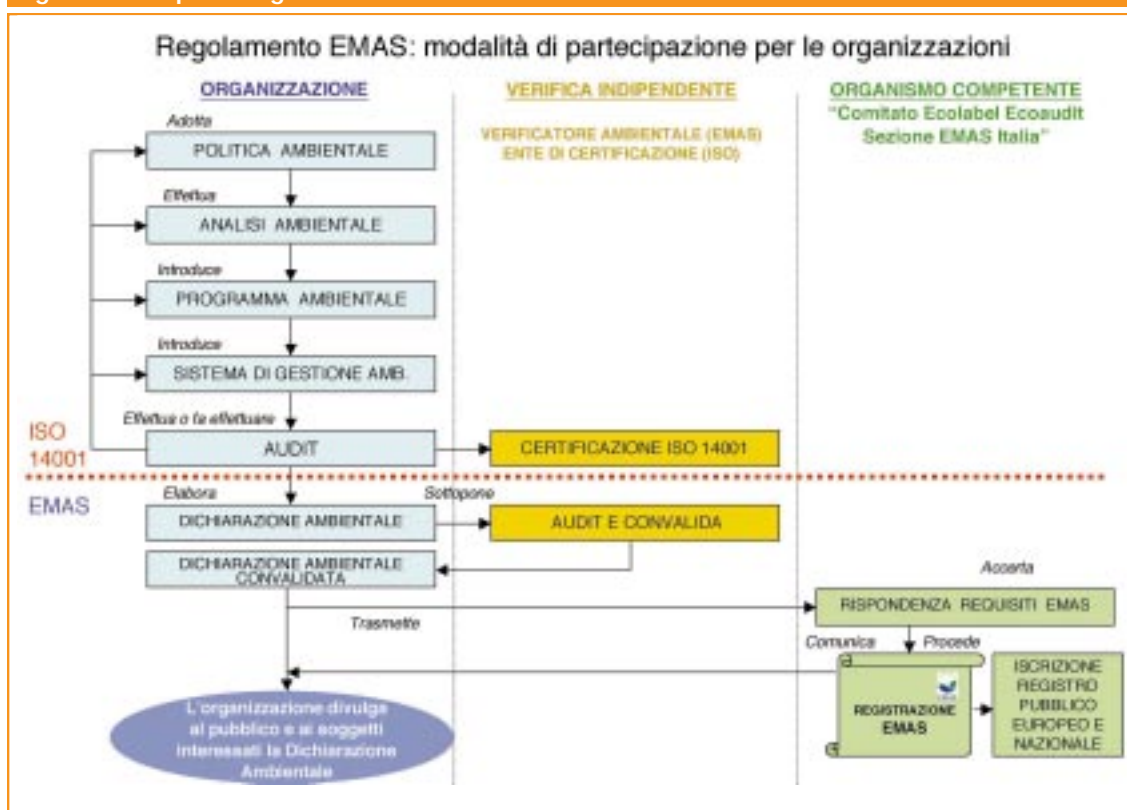 Regolamento EMAS: modalità di partecipazione per le organizzazioni
ORGANIZZAZIONE
VERIFICA INDIPENDENTE
VERIFICATORE AMBIENTALE (EMAS)
ENTE DI CERTIFICAZIONE (ISO)
ORGANISMO COMPETENTE
"Comitato Ecolabel Ecoaudit
Sezione EMAS Italia"
Adotta
POLITICA AMBIENTALE
Effettua
ANALISI AMBIENTALE
Introduce
PROGRAMMA AMBIENTALE
Introduce
SISTEMA DI GESTIONE AMB.
Effettua o fa effettuare
AUDIT
CERTIFICAZIONE ISO 14001
ISO
14001
EMAS
Elabora
Sottopone
DICHIARAZIONE AMBIENTALE
AUDIT E CONVALIDA
DICHIARAZIONE AMBIENTALE
CONVALIDATA
Accerta
RISPONDENZA REQUISITI EMAS
Trasmette
Comunica
Procede
REGISTRAZIONE
EMAS
ISCRIZIONE
REGISTRO
PUBBLICO
EUROPEO E
NAZIONALE
L'organizzazione divulga
al pubblico e ai soggetti
interessati la Dichiarazione
Ambientale